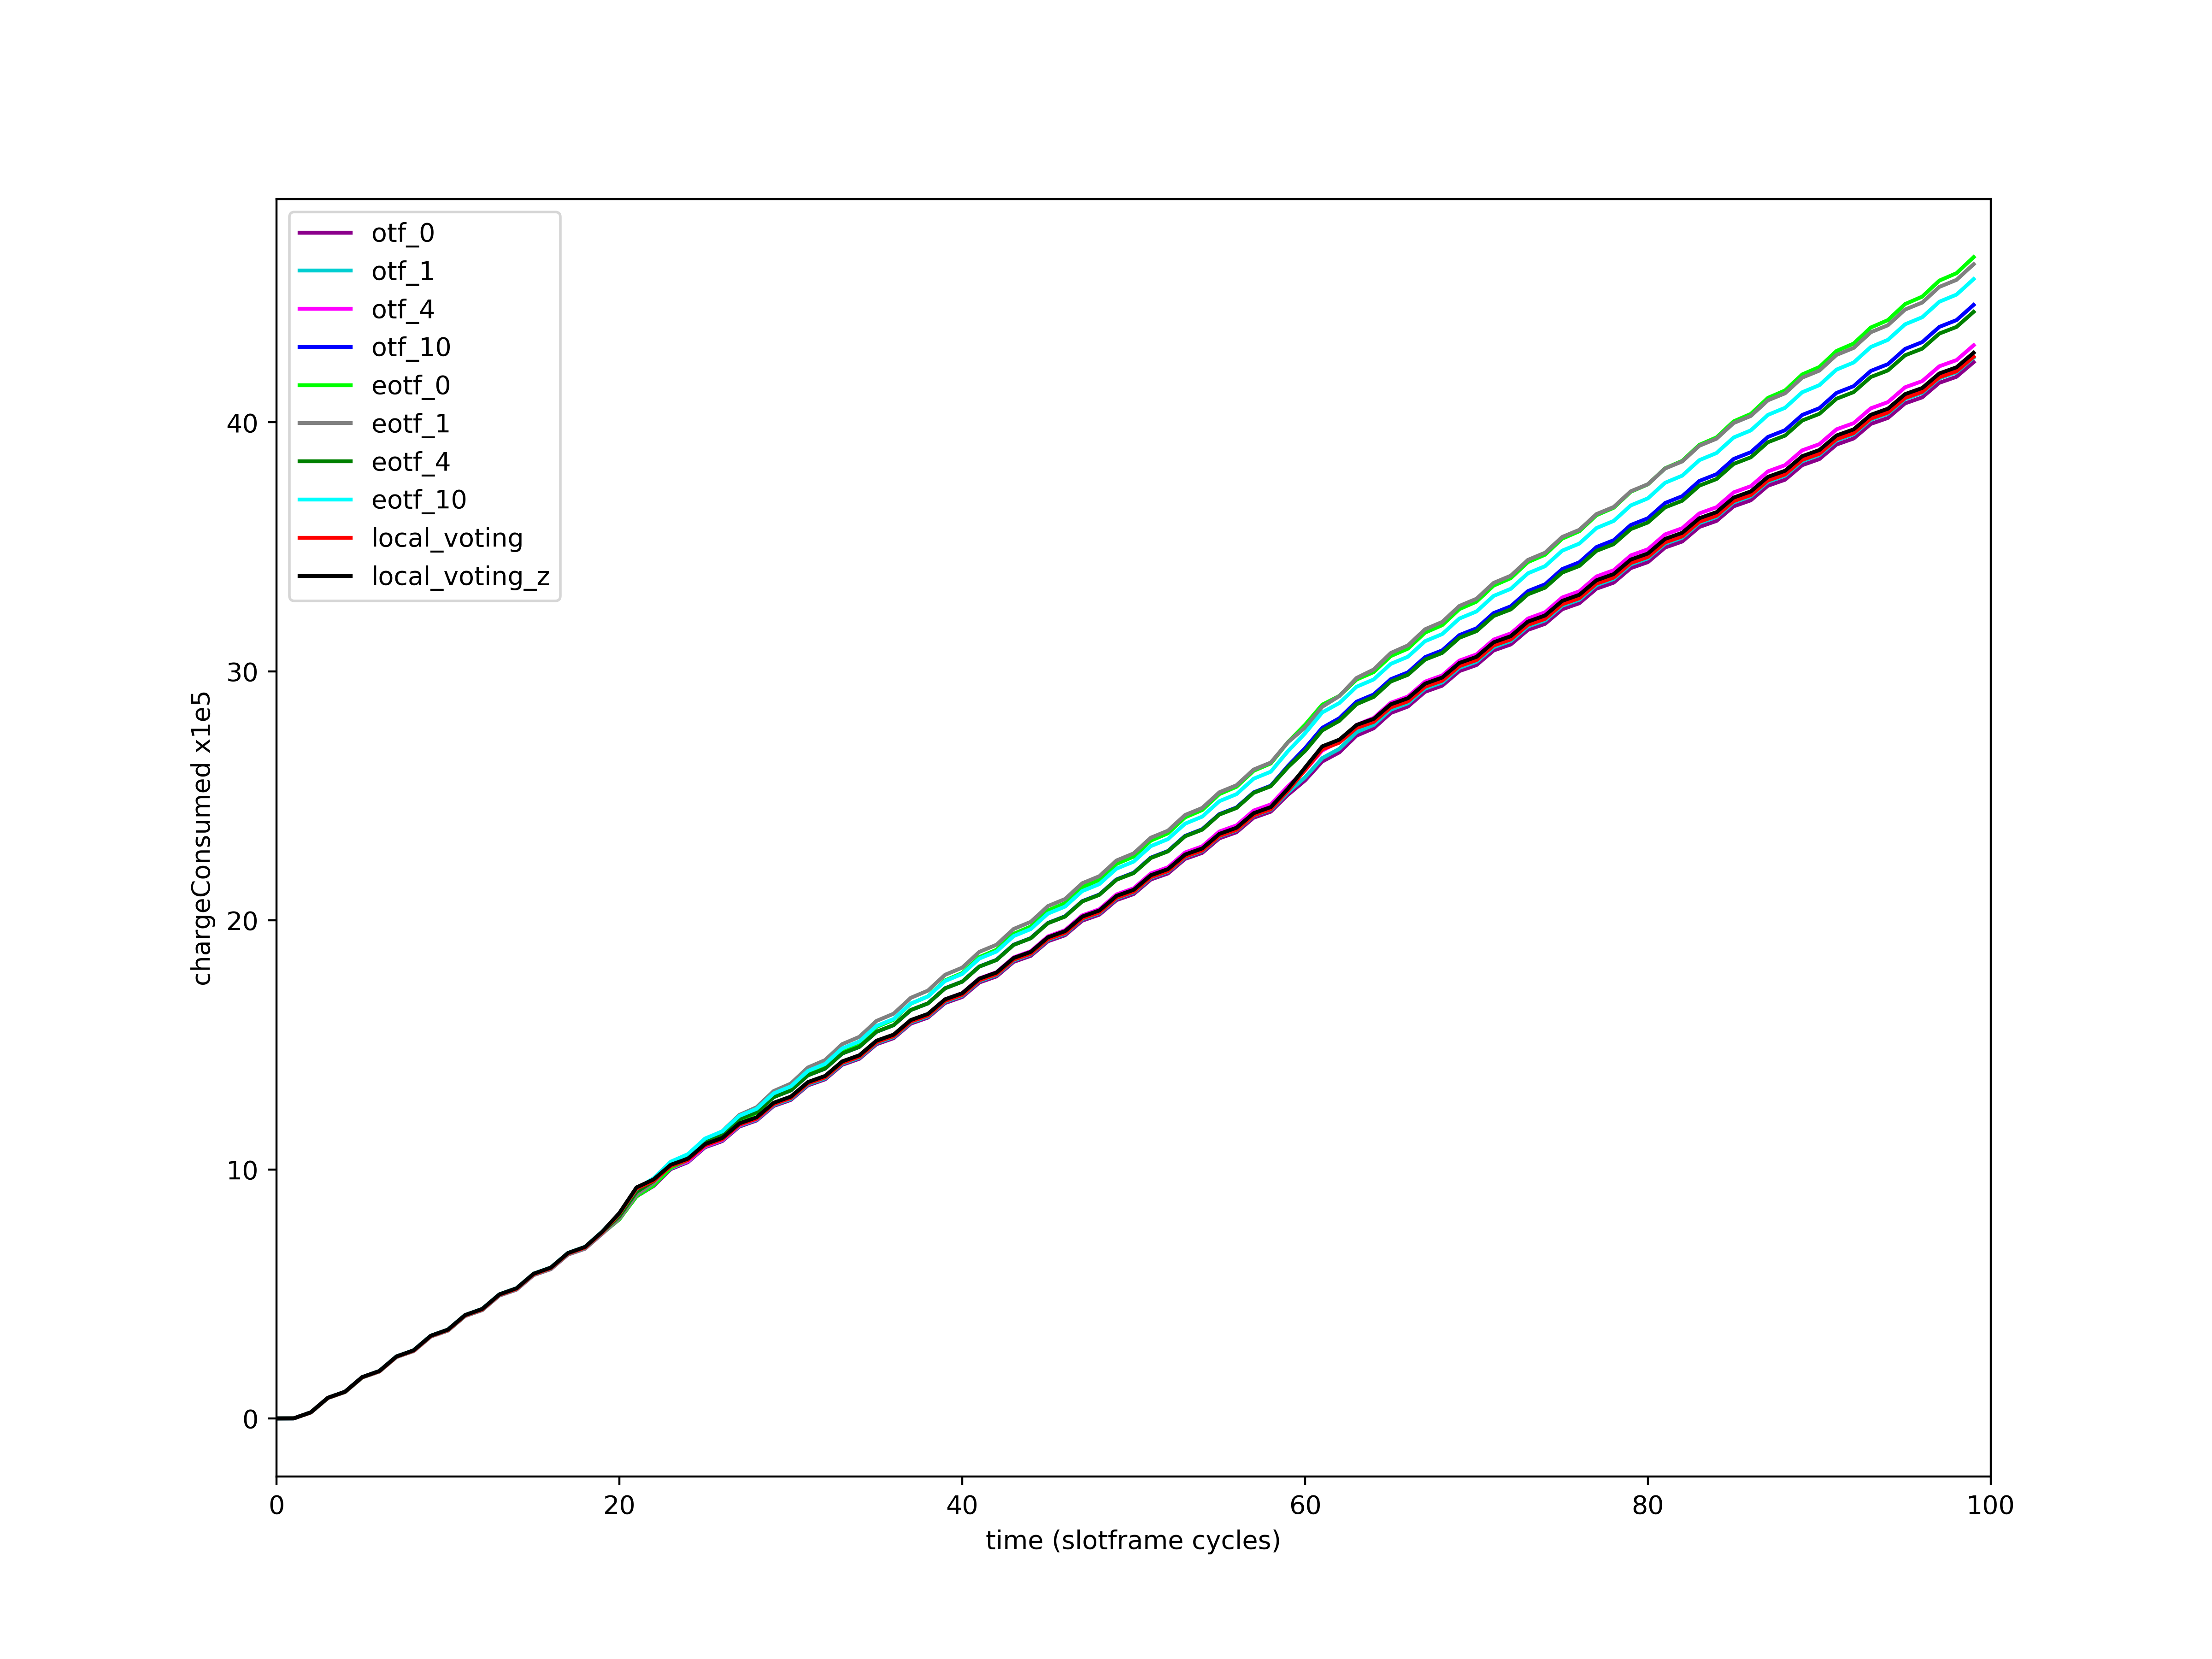 otf_0
otf_1
otf_4
otf_10
eotf_0
eotf_1
eotf_4
eotf_10
local_voting
local_voting_z
chargeConsumed x1e5
40
30
20
10
0
0 20 40 60 80 100
time (slotframe cycles)